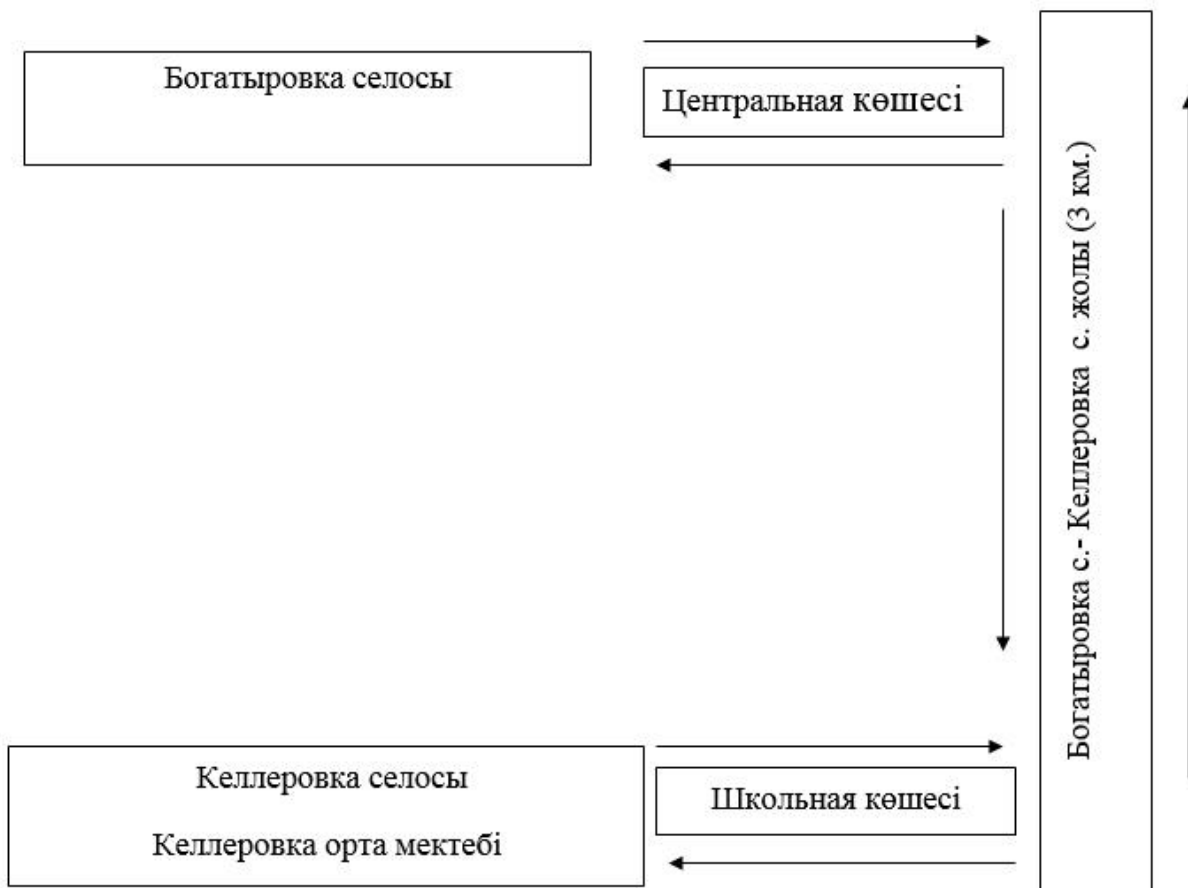 Богатыровка селосы
Центральная көшесі
Богатыровка с.- Келлеровка с. жолы (3 км.)
Келлеровка селосы
Келлеровка орта мектебі
Школьная көшесі